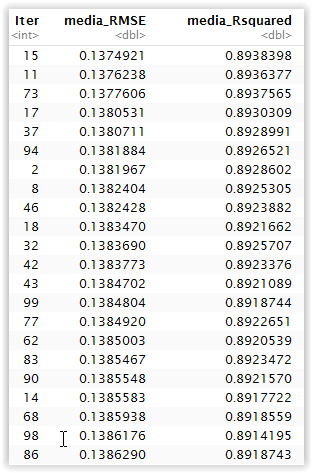 Iter media_RMSE media_Rsquared
<int> <dbl> <dbl>
15 0.1374921 0.8938398
11 0.1376238 0.8936377
73 0.1377606 0.8937565
17 0.1380531 0.8930309
37 0.1380711 0.8928991
94 0.1381884 0.8926521
2 0.1381967 0.8928602
8 0.1382404 0.8925305
46 0.1382428 0.8923882
18 0.1383470 0.8921662
32 0.1383690 0.8925707
42 0.1383773 0.8923376
43 0.1384702 0.8921089
99 0.1384804 0.8918744
77 0.1384920 0.8922651
62 0.1385003 0.8920539
83 0.1385467 0.8923472
90 0.1385548 0.8921570
14 0.1385583 0.8917722
68 0.1385938 0.8918559
98 0.1386176 0.8914195
86 0.1386290 0.8918743